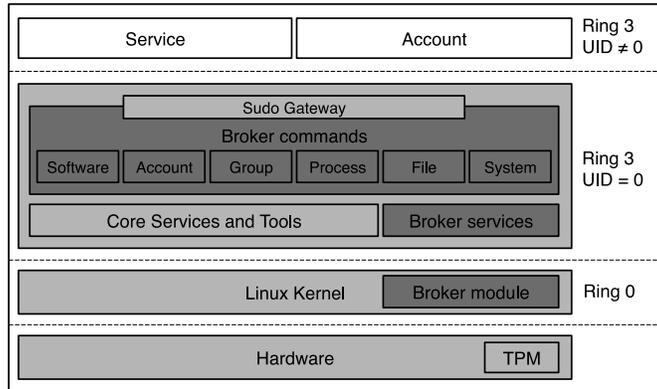 Service
Account
Ring 3
UID ≠ 0
Sudo Gateway
Broker commands
Software
Account
Group
Process
File
System
Ring 3
UID = 0
Core Services and Tools
Broker services
Linux Kernel
Broker module
Ring 0
Hardware
TPM